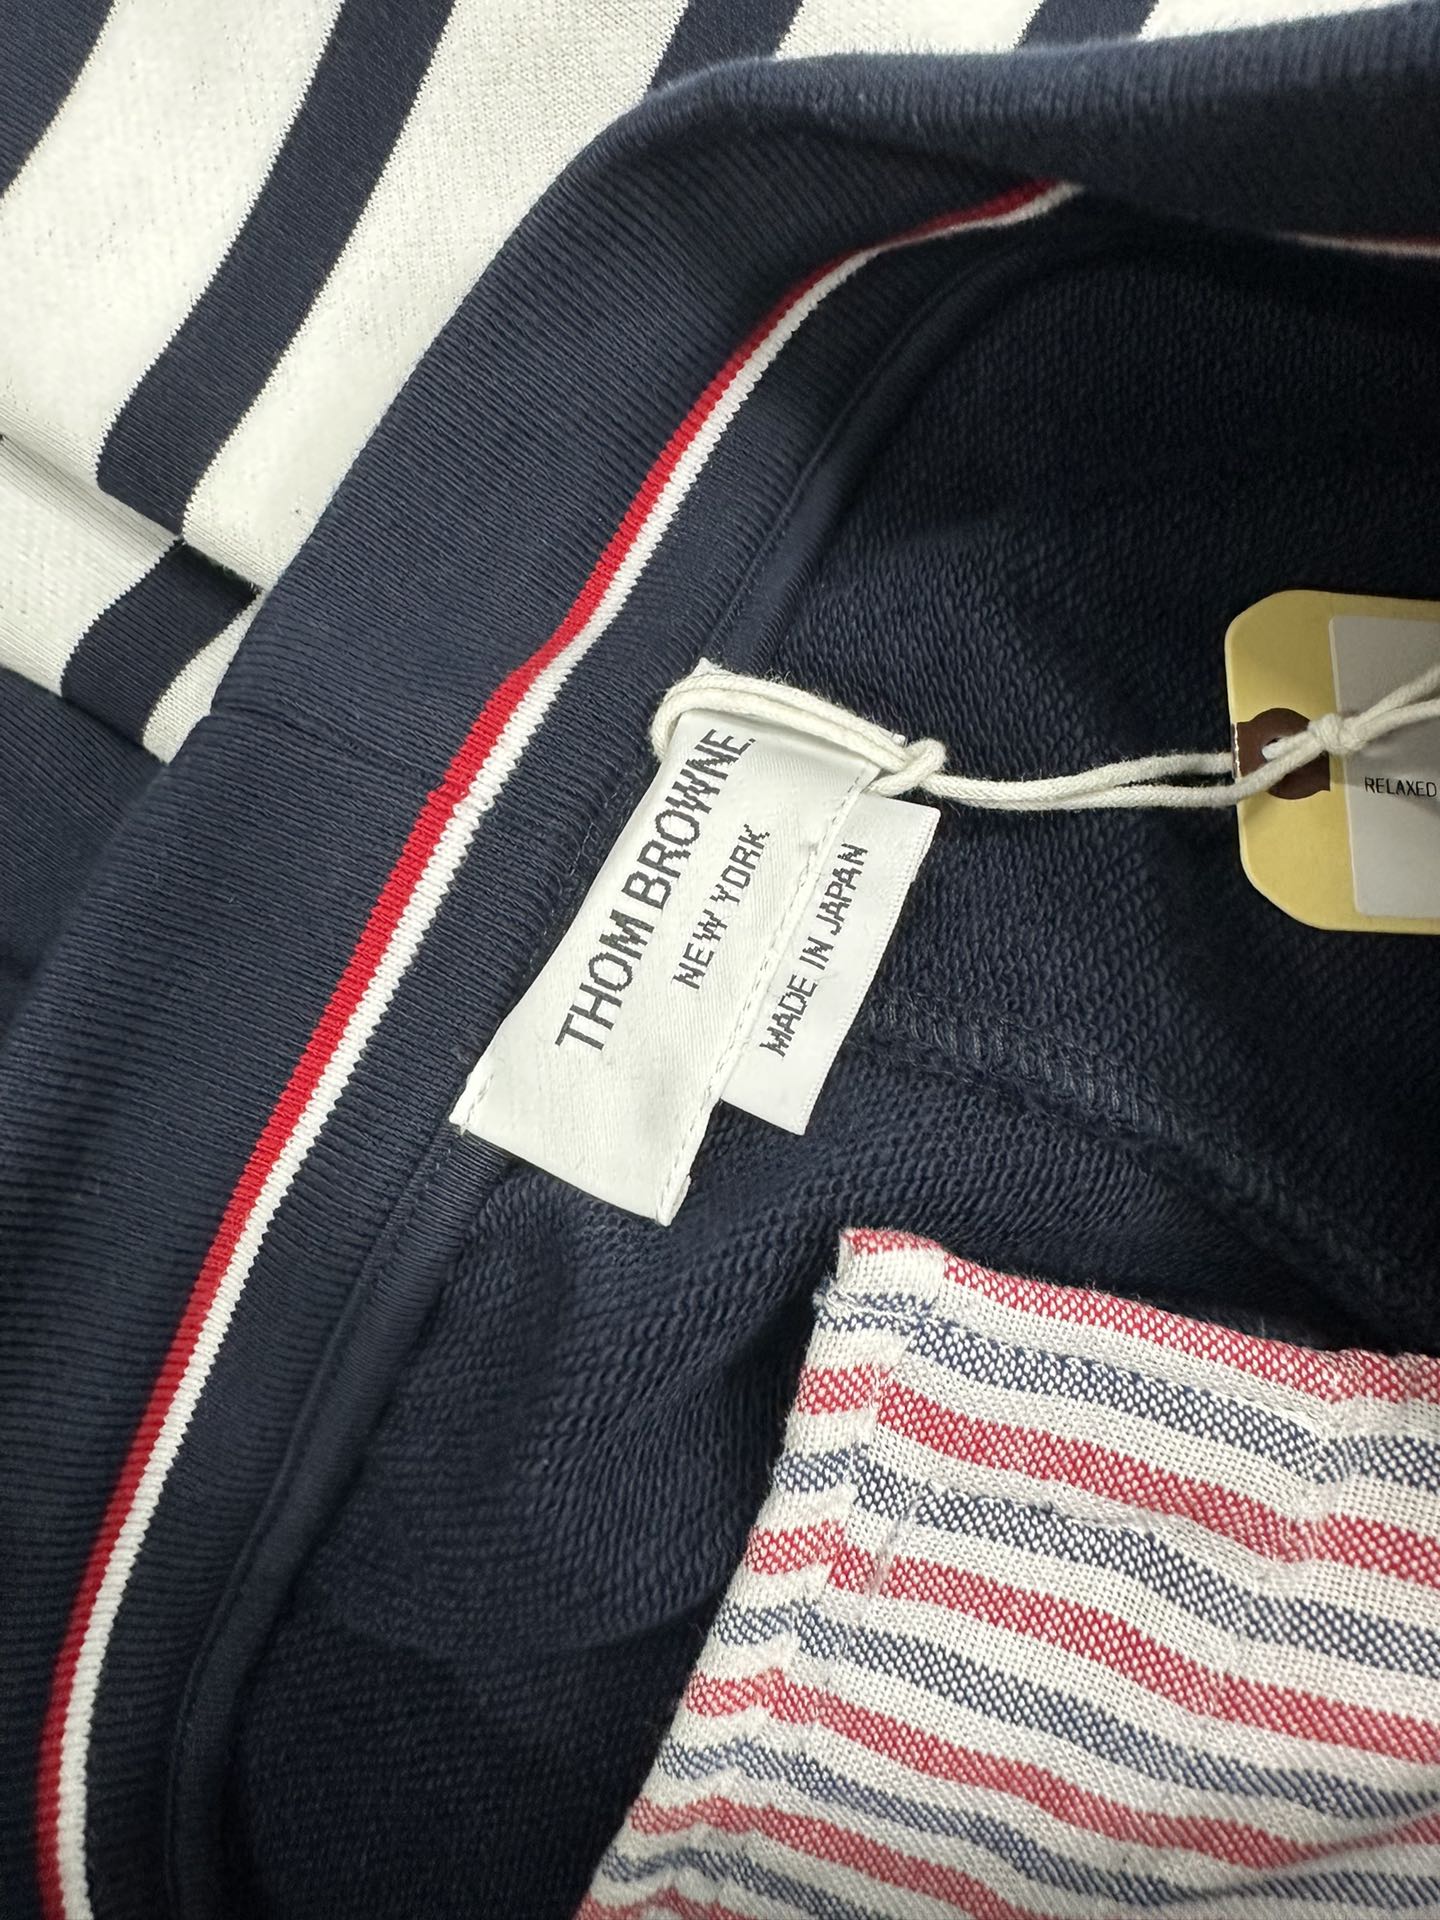 THOM BROWNE.
NEW YORK
MADE IN JAPAN
RELAXED